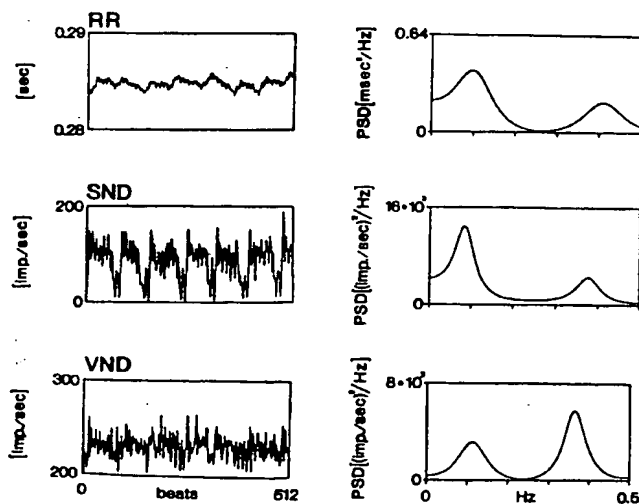 RR
0.29
[sec]
0.28
0.64
PSD[msec²/Hz]
0
SND
200
[imp./sec]
0
16•10²
PSD[(imp./sec)²/Hz]
0
VND
300
[imp/sec]
200
0
beats
512
8•10²
PSD[(imp/sec)²/Hz]
0
0
Hz
0.5